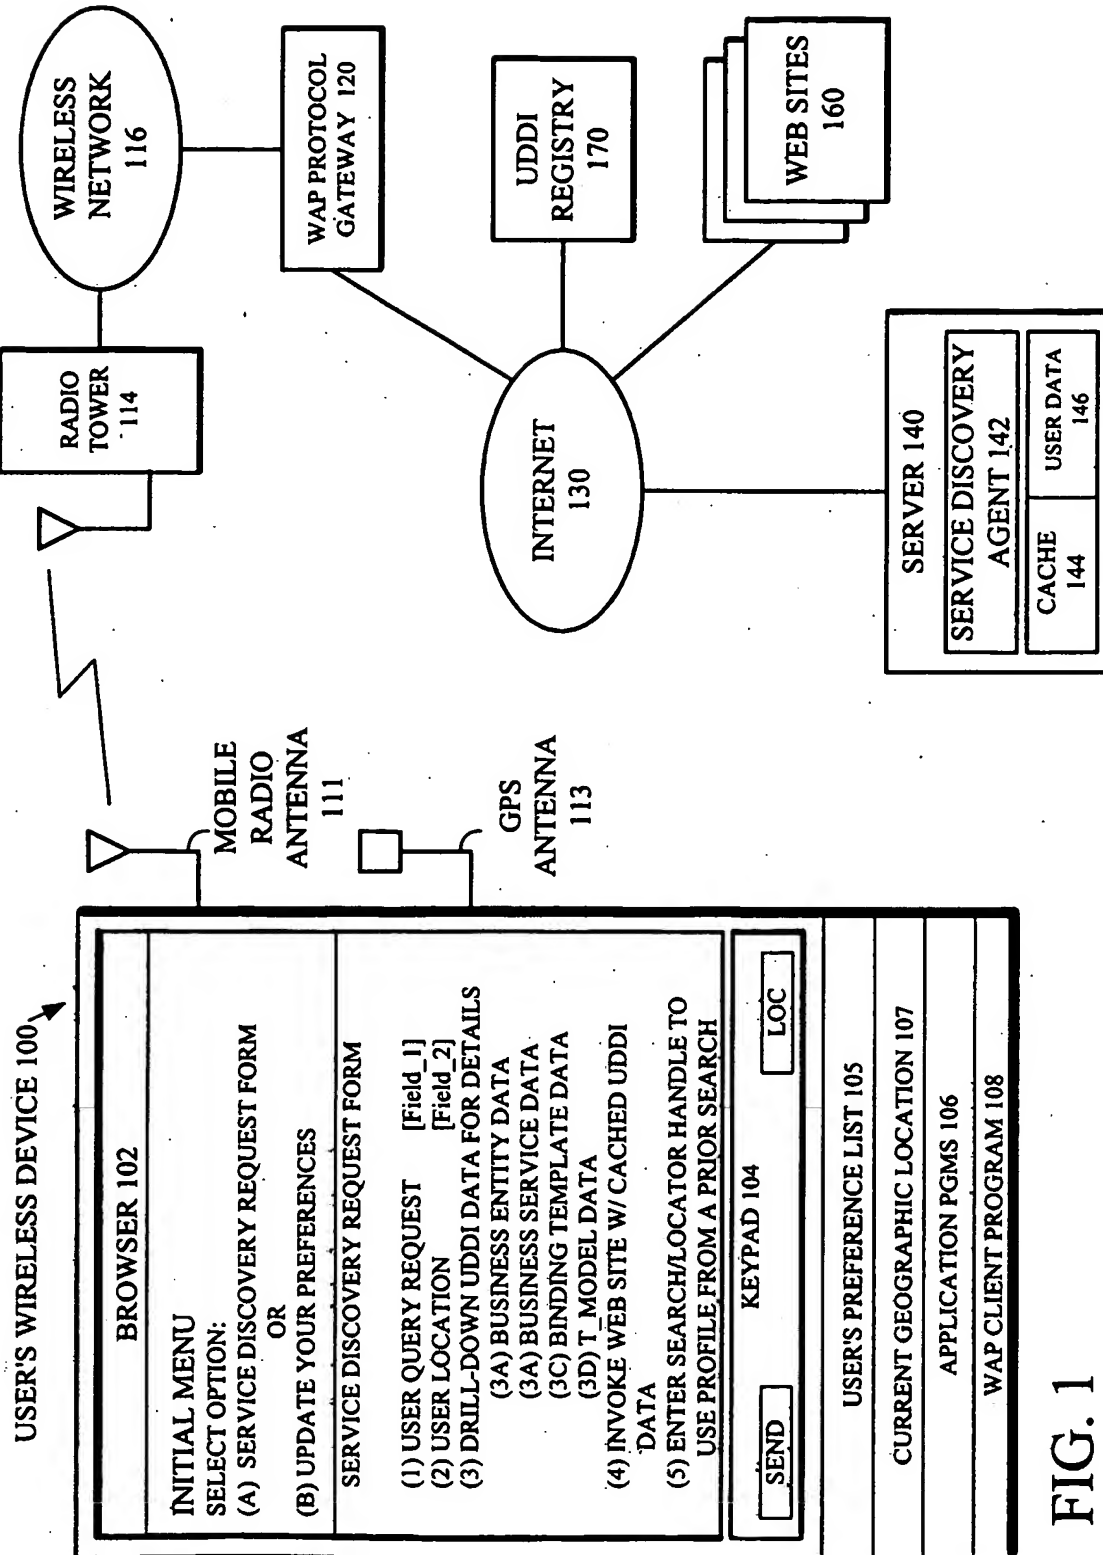 USER'S WIRELESS DEVICE 100
BROWSER 102
INITIAL MENU
SELECT OPTION:
(A) SERVICE DISCOVERY REQUEST FORM
OR
(B) UPDATE YOUR PREFERENCES
SERVICE DISCOVERY REQUEST FORM
(1) USER QUERY REQUEST [Field_1]
(2) USER LOCATION [Field_2]
(3) DRILL-DOWN UDDI DATA FOR DETAILS
(3A) BUSINESS ENTITY DATA
(3A) BUSINESS SERVICE DATA
(3C) BINDING TEMPLATE DATA
(3D) T_MODEL DATA
(4) INVOKE WEB SITE W/ CACHED UDDI
DATA
(5) ENTER SEARCH/LOCATOR HANDLE TO
USE PROFILE FROM A PRIOR SEARCH
KEYPAD 104
SEND
LOC
USER'S PREFERENCE LIST 105
CURRENT GEOGRAPHIC LOCATION 107
APPLICATION PGMS 106
WAP CLIENT PROGRAM 108
MOBILE
RADIO
ANTENNA
111
GPS
ANTENNA
113
RADIO
TOWER
114
WIRELESS
NETWORK
116
WAP PROTOCOL
GATEWAY 120
INTERNET
130
UDDI
REGISTRY
170
WEB SITES
160
SERVER 140
SERVICE DISCOVERY
AGENT 142
CACHE
144
USER DATA
146
FIG. 1